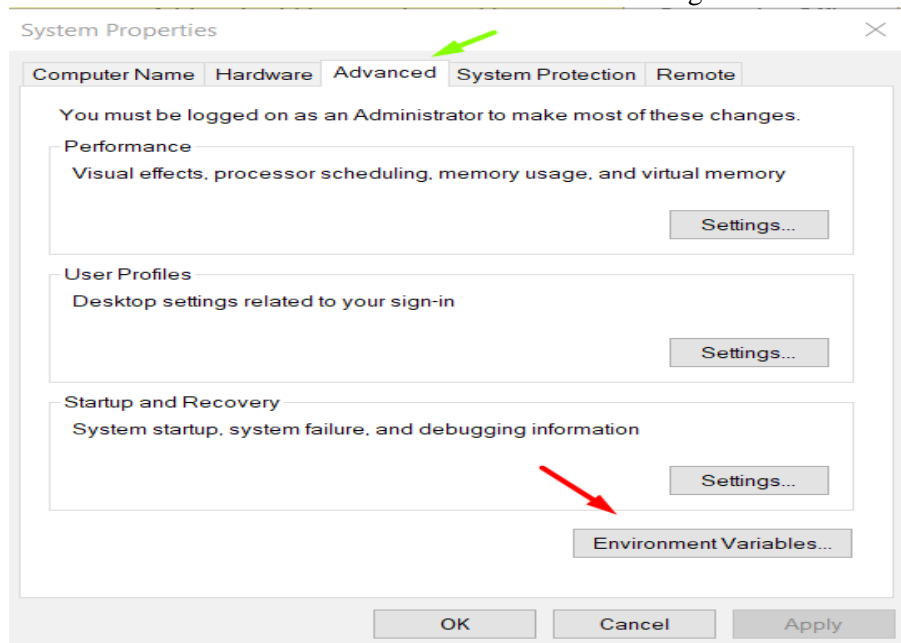 System Properties
Computer Name Hardware Advanced System Protection Remote
You must be logged on as an Administrator to make most of these changes.
Performance
Visual effects, processor scheduling, memory usage, and virtual memory
Settings...
User Profiles
Desktop settings related to your sign-in
Settings...
Startup and Recovery
System startup, system failure, and debugging information
Settings...
Environment Variables...
OK Cancel Apply